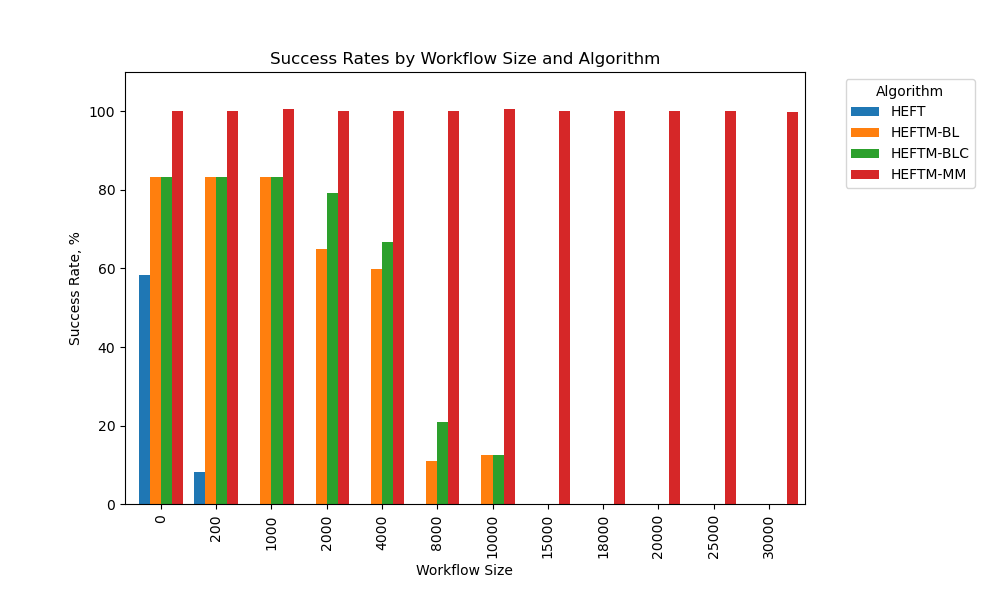 Success Rates by Workflow Size and Algorithm
Success Rate, %
100
80
60
40
20
0
0
200
1000
2000
4000
8000
10000
15000
18000
20000
25000
30000
Workflow Size
Algorithm
HEFT
HEFTM-BL
HEFTM-BLC
HEFTM-MM